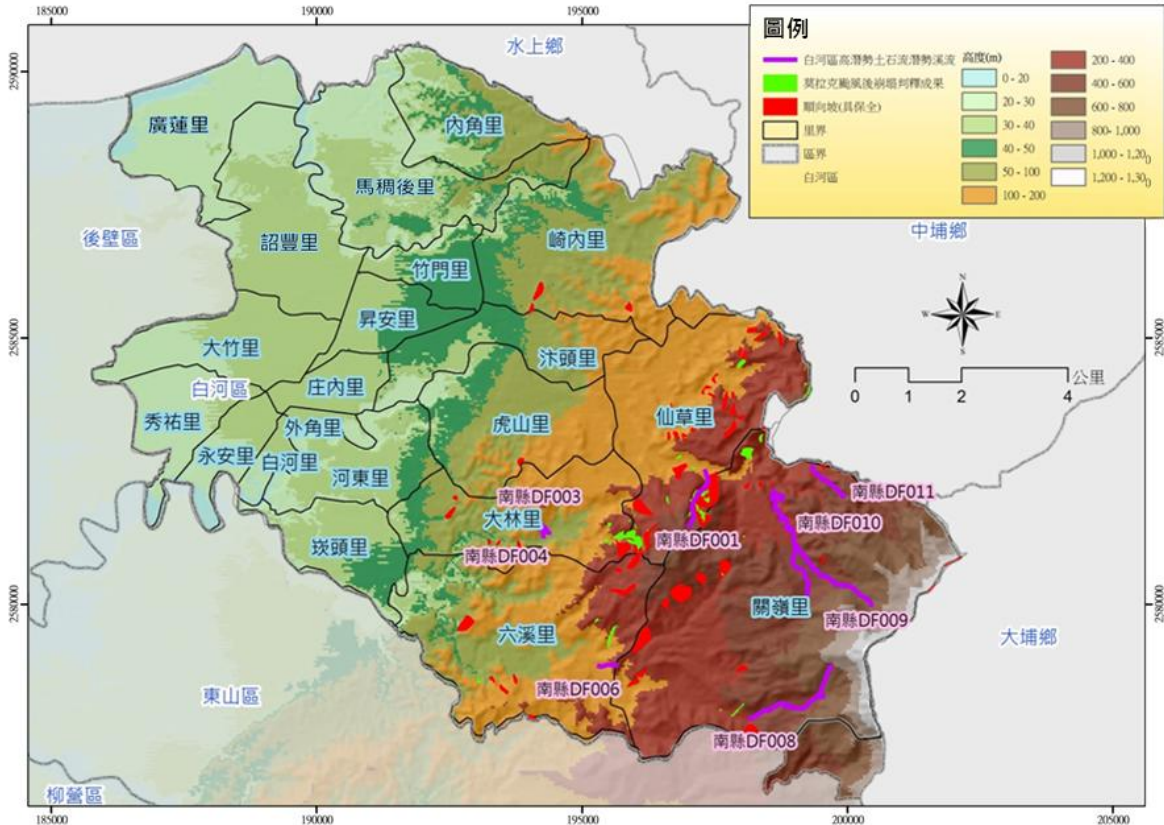 185000
190000
195000
圖例
白河區高潛勢土石流潛勢溪流
莫拉克颱風後崩塌判釋成果
順向坡(具保全)
里界
區界
白河區
高度(m)
0 - 20
20 - 30
30 - 40
40 - 50
50 - 100
100 - 200
200 - 400
400 - 600
600 - 800
800- 1,000
1,000 - 1,200
1,200 - 1,300
水上鄉
2590000
廣蓮里
內角里
馬稠後里
後壁區
詔豐里
崎內里
竹門里
中埔鄉
N
W
E
S
昇安里
2585000
2585000
大竹里
汴頭里
白河區
庄內里
公里
0
1
2
4
秀祐里
外角里
虎山里
仙草里
永安里
白河里
河東里
南縣DF003
南縣DF011
大林里
南縣DF010
崁頭里
南縣DF004
南縣DF001
2580000
2580000
關嶺里
南縣DF009
六溪里
大埔鄉
南縣DF006
東山區
南縣DF008
柳營區
185000
190000
195000
200000
205000